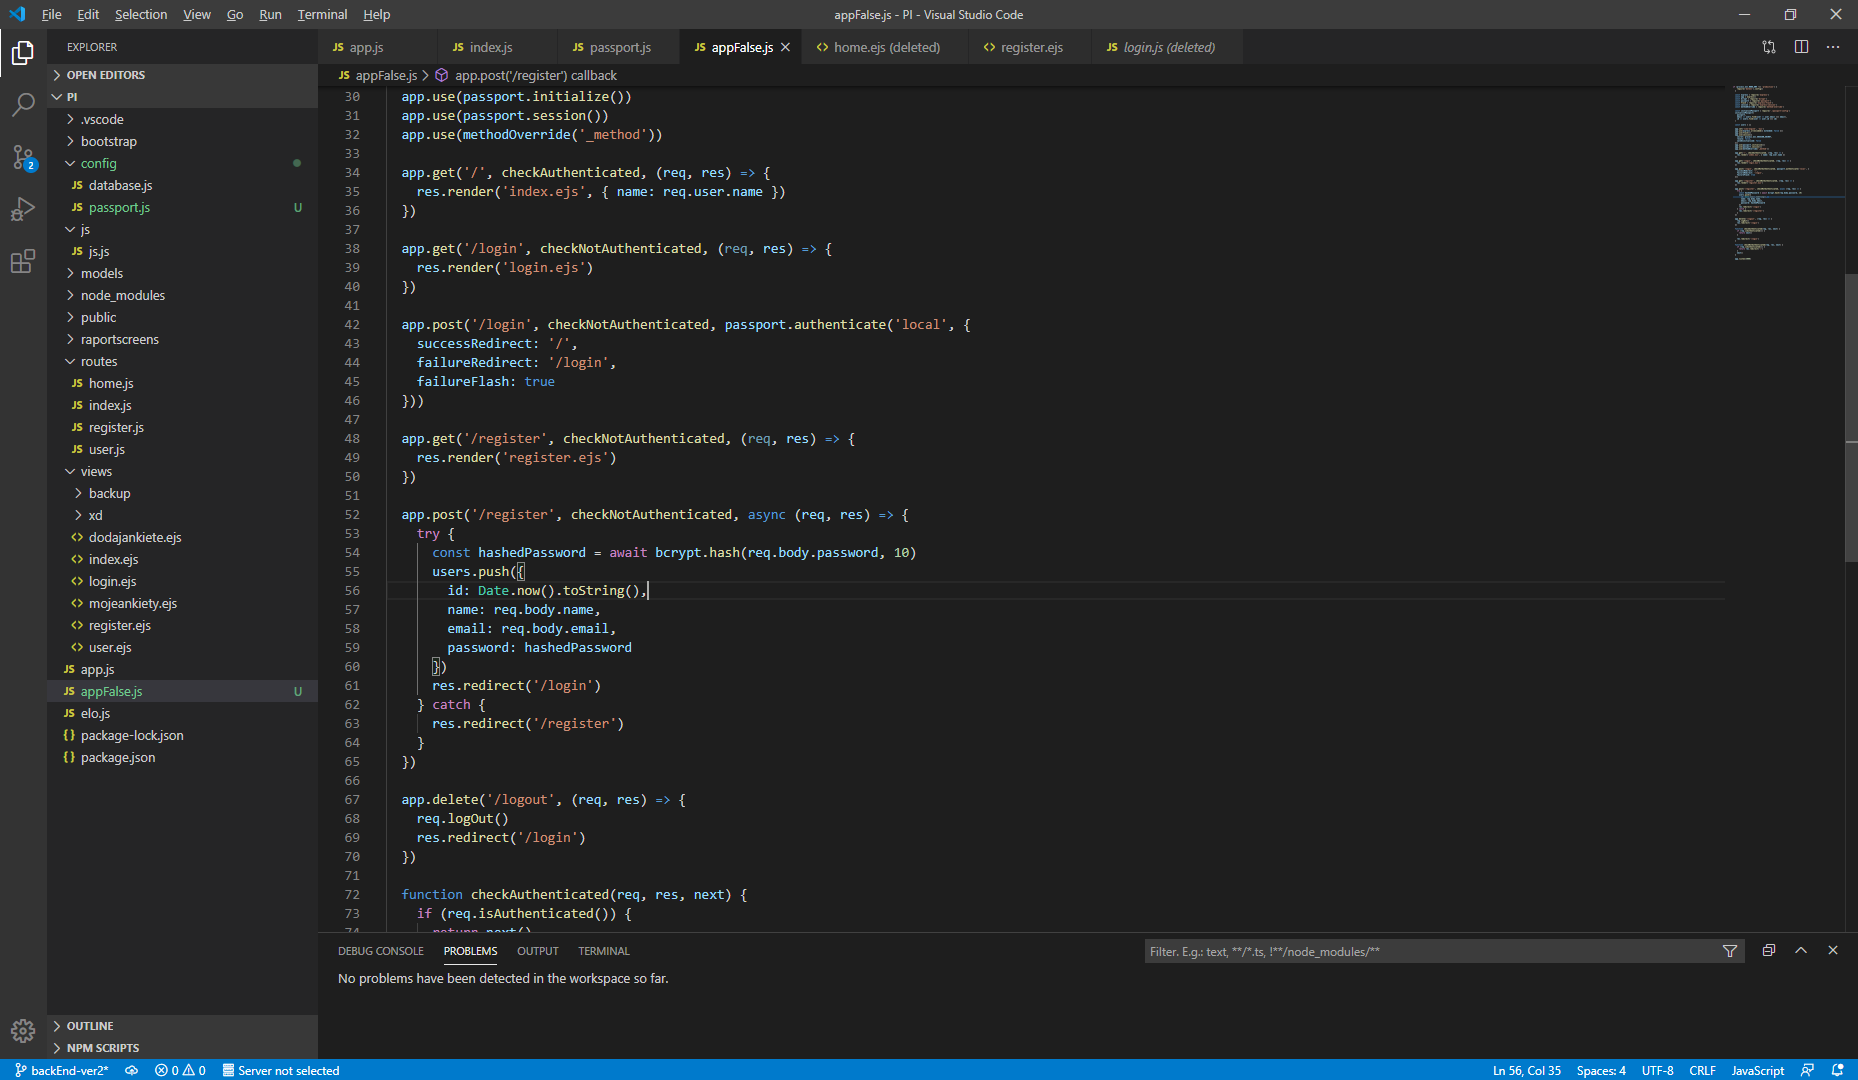 File Edit Selection View Go Run Terminal Help
appFalse.js - PI - Visual Studio Code
EXPLORER
OPEN EDITORS
PI
.vscode
bootstrap
config
JS database.js
JS passport.js U
js
JS js.js
models
node_modules
public
raportscreens
routes
JS home.js
JS index.js
JS register.js
JS user.js
views
backup
xd
<> dodajankiete.ejs
<> index.ejs
<> login.ejs
<> mojeankiety.ejs
<> register.ejs
<> user.ejs
JS app.js
JS appFalse.js U
JS elo.js
{} package-lock.json
{} package.json
OUTLINE
NPM SCRIPTS
2
JS app.js JS index.js JS passport.js JS appFalse.js <> home.ejs (deleted) <> register.ejs JS login.js (deleted)
JS appFalse.js > app.post('/register') callback
30 app.use(passport.initialize())
31 app.use(passport.session())
32 app.use(methodOverride('_method'))
33
34 app.get('/', checkAuthenticated, (req, res) => {
35 res.render('index.ejs', { name: req.user.name })
36 })
37
38 app.get('/login', checkNotAuthenticated, (req, res) => {
39 res.render('login.ejs')
40 })
41
42 app.post('/login', checkNotAuthenticated, passport.authenticate('local', {
43 successRedirect: '/',
44 failureRedirect: '/login',
45 failureFlash: true
46 }))
47
48 app.get('/register', checkNotAuthenticated, (req, res) => {
49 res.render('register.ejs')
50 })
51
52 app.post('/register', checkNotAuthenticated, async (req, res) => {
53 try {
54 const hashedPassword = await bcrypt.hash(req.body.password, 10)
55 users.push({
56 id: Date.now().toString(),
57 name: req.body.name,
58 email: req.body.email,
59 password: hashedPassword
60 })
61 res.redirect('/login')
62 } catch {
63 res.redirect('/register')
64 }
65 })
66
67 app.delete('/logout', (req, res) => {
68 req.logOut()
69 res.redirect('/login')
70 })
71
72 function checkAuthenticated(req, res, next) {
73 if (req.isAuthenticated()) {
74 return next()
DEBUG CONSOLE PROBLEMS OUTPUT TERMINAL
Filter. E.g.: text, **/*.ts, !**/node_modules/**
No problems have been detected in the workspace so far.
backEnd-ver2* 0 0 Server not selected
Ln 56, Col 35 Spaces: 4 UTF-8 CRLF JavaScript